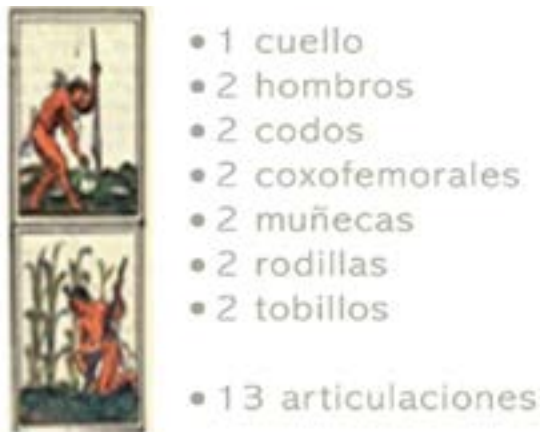 • 1 cuello
• 2 hombros
• 2 codos
• 2 coxofemorales
• 2 muñecas
• 2 rodillas
• 2 tobillos
• 13 articulaciones